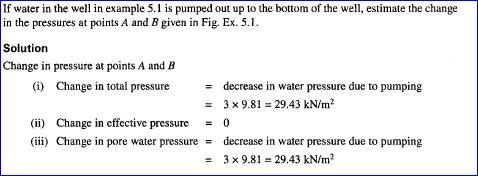 If water in the well in example 5.1 is pumped out up to the bottom of the well, estimate the change
in the pressures at points A and B given in Fig. Ex. 5.1.
Solution
Change in pressure at points A and B
(i) Change in total pressure = decrease in water pressure due to pumping
= 3 × 9.81 = 29.43 kN/m²
(ii) Change in effective pressure = 0
(iii) Change in pore water pressure = decrease in water pressure due to pumping
= 3 × 9.81 = 29.43 kN/m²